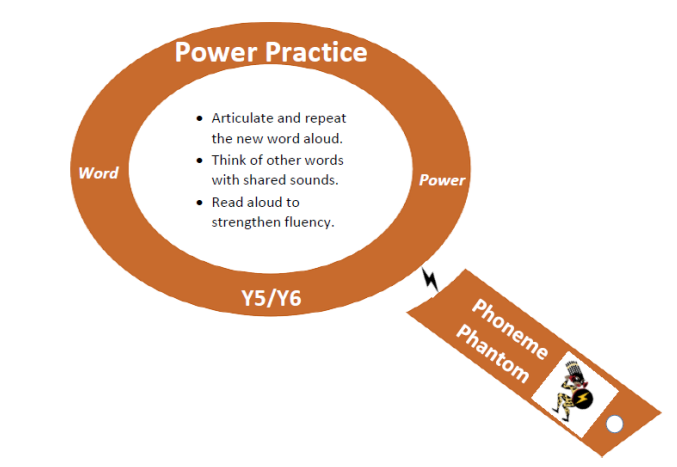 Power Practice
• Articulate and repeat
the new word aloud.
• Think of other words
with shared sounds.
• Read aloud to
strengthen fluency.
Word
Power
Y5/Y6
Phoneme
Phantom